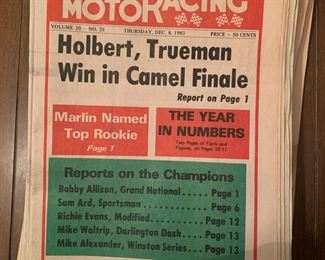 MOTORACING
VOLUME 20 – NO. 25
THURSDAY, DEC. 8, 1983
PRICE – 50 CENTS
Holbert, Trueman
Win in Camel Finale
Report on Page 1
Marlin Named
Top Rookie
Page 1
THE YEAR
IN NUMBERS
Two Pages of Facts and
Figures, on Pages 10-11
Reports on the Champions
Bobby Allison, Grand National . . . . . Page 1
Sam Ard, Sportsman . . . . . . . . . . . . Page 6
Richie Evans, Modified . . . . . . . . . . Page 12
Mike Waltrip, Darlington Dash . . . . Page 13
Mike Alexander, Winston Series . . . Page 13